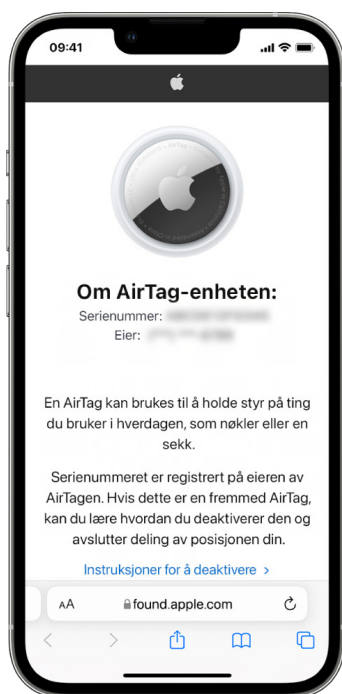 09:41
Om AirTag-enheten:
Serienummer:
Eier:
En AirTag kan brukes til å holde styr på ting
du bruker i hverdagen, som nøkler eller en
sekk.
Serienummeret er registrert på eieren av
AirTagen. Hvis dette er en fremmed AirTag,
kan du lære hvordan du deaktiverer den og
avslutter deling av posisjonen din.
Instruksjoner for å deaktivere >
AA found.apple.com